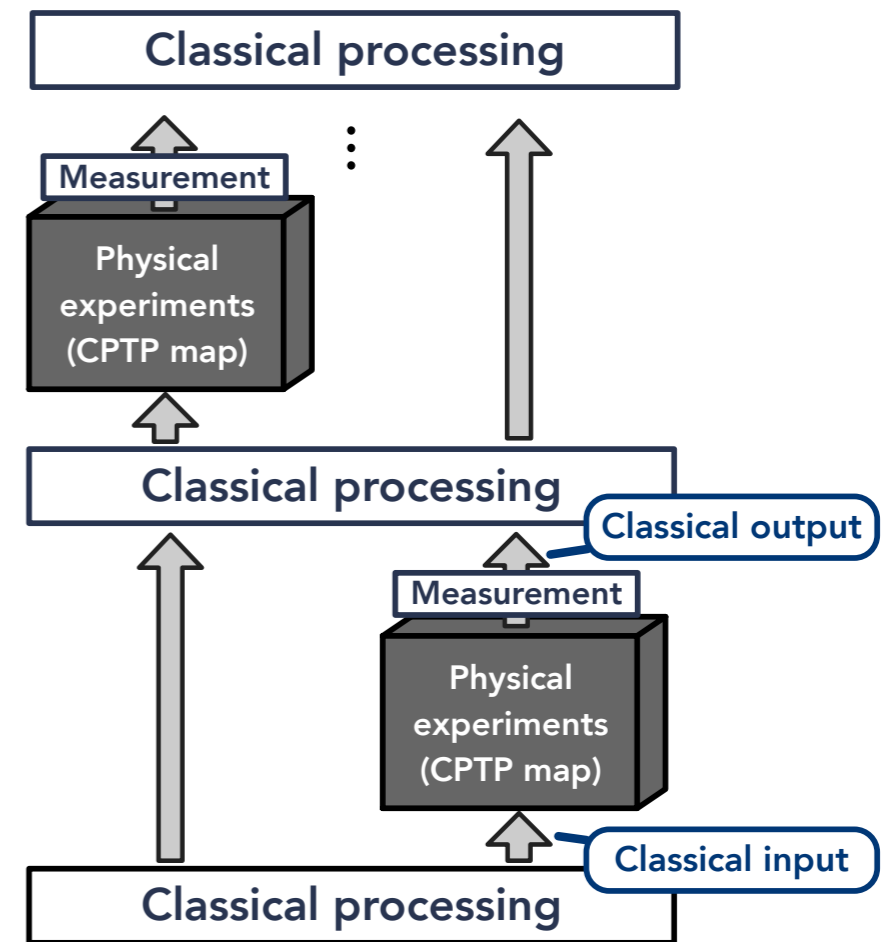 Classical processing
Measurement
Physical
experiments
(CPTP map)
Classical processing
Classical output
Measurement
Physical
experiments
(CPTP map)
Classical input
Classical processing